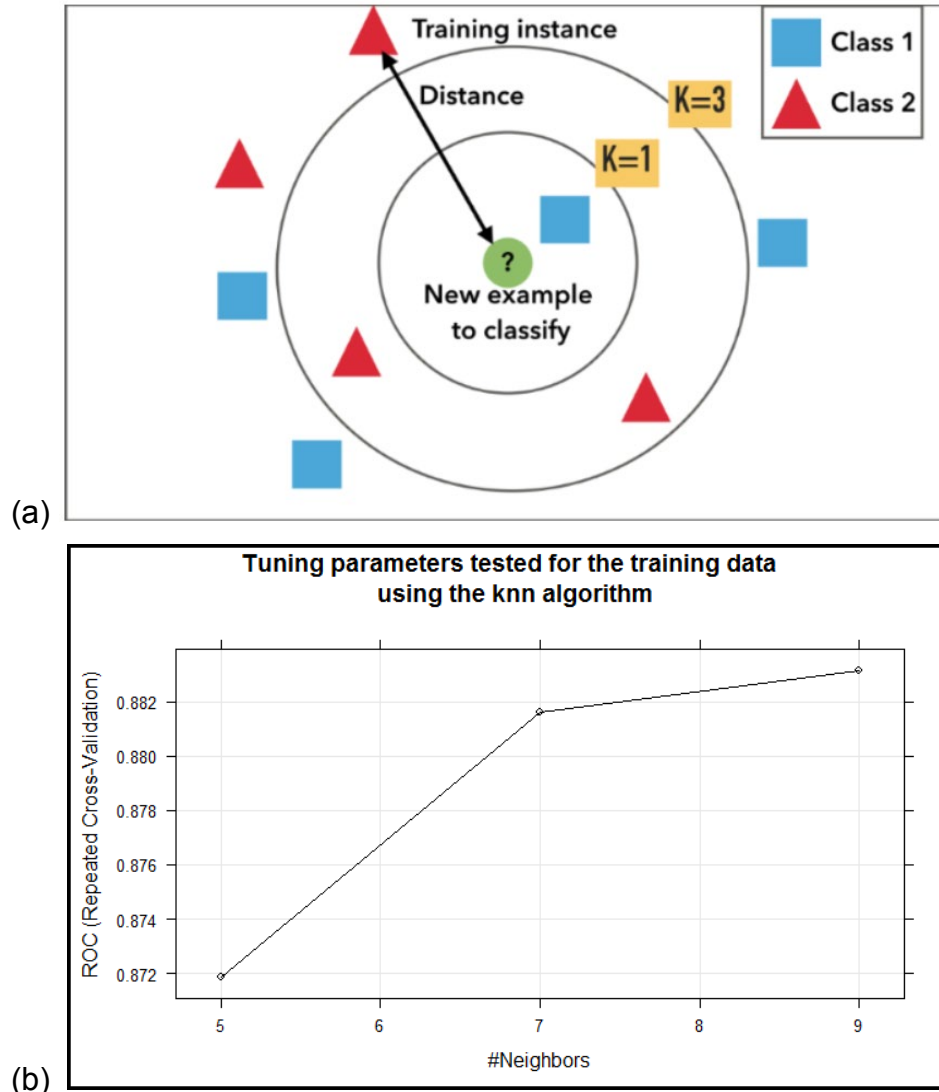 Training instance
Class 1
Distance
K=3
Class 2
K=1
?
New example
to classify
(a)
Tuning parameters tested for the training data
using the knn algorithm
ROC (Repeated Cross-Validation)
0.882
0.880
0.878
0.876
0.874
0.872
5 6 7 8 9
#Neighbors
(b)